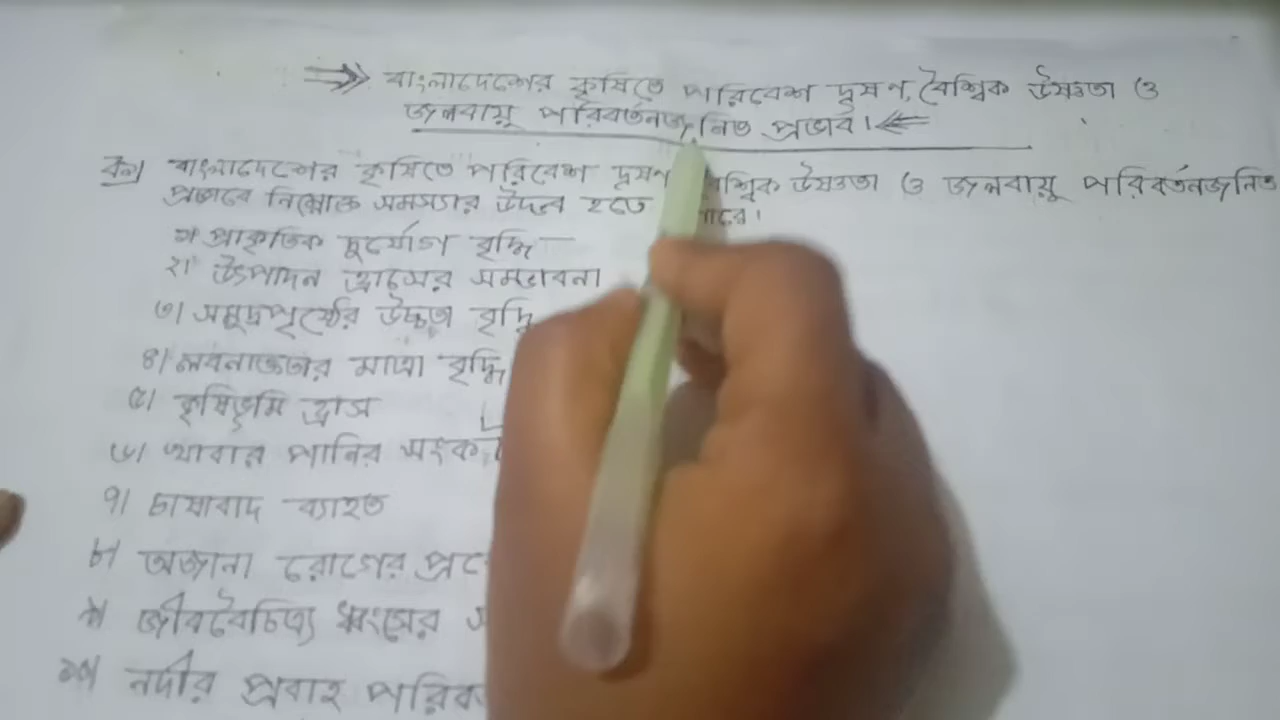 বাংলাদেশের কৃষিতে পরিবেশ দূষণ, বৈশ্বিক উষ্ণতা ও
জলবায়ু পরিবর্তনজনিত প্রভাব।
ক) বাংলাদেশের কৃষিতে পরিবেশ দূষণ বৈশ্বিক উষ্ণতা ও জলবায়ু পরিবর্তনজনিত
প্রভাবে নিম্নোক্ত সমস্যার উদ্ভব হতে পারে।
১। প্রাকৃতিক দুর্যোগ বৃদ্ধি
২। উৎপাদন হ্রাসের সম্ভাবনা
৩। সমুদ্রপৃষ্ঠের উচ্চতা বৃদ্ধি
৪। লবনাক্ততার মাত্রা বৃদ্ধি
৫। কৃষিভূমি হ্রাস
৬। খাবার পানির সংকট
৭। চাষাবাদ ব্যাহত
৮। অজানা রোগের
৯। জীববৈচিত্র্য ধ্বংসের
১০। নদীর প্রবাহ